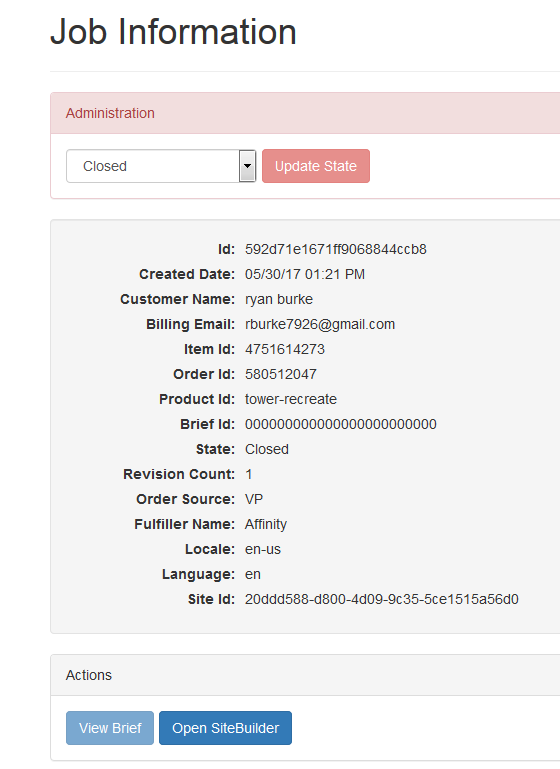 Job Information
Administration
Closed
Update State
Id: 592d71e1671ff9068844ccb8
Created Date: 05/30/17 01:21 PM
Customer Name: ryan burke
Billing Email: rburke7926@gmail.com
Item Id: 4751614273
Order Id: 580512047
Product Id: tower-recreate
Brief Id: 000000000000000000000000
State: Closed
Revision Count: 1
Order Source: VP
Fulfiller Name: Affinity
Locale: en-us
Language: en
Site Id: 20ddd588-d800-4d09-9c35-5ce1515a56d0
Actions
View Brief
Open SiteBuilder